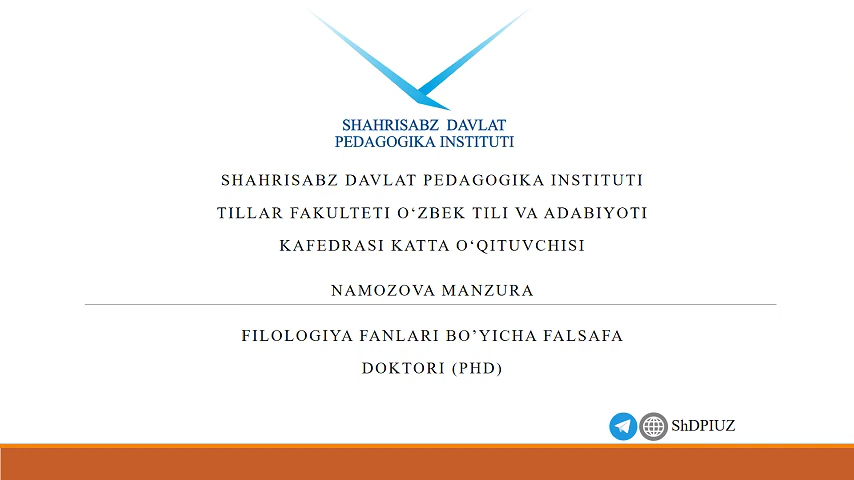 SHAHRISABZ DAVLAT
PEDAGOGIKA INSTITUTI
SHAHRISABZ DAVLAT PEDAGOGIKA INSTITUTI
TILLAR FAKULTETI O‘ZBEK TILI VA ADABIYOTI
KAFEDRASI KATTA O‘QITUVCHISI
NAMOZOVA MANZURA
FILOLOGIYA FANLARI BO’YICHA FALSAFA
DOKTORI (PHD)
ShDPIUZ